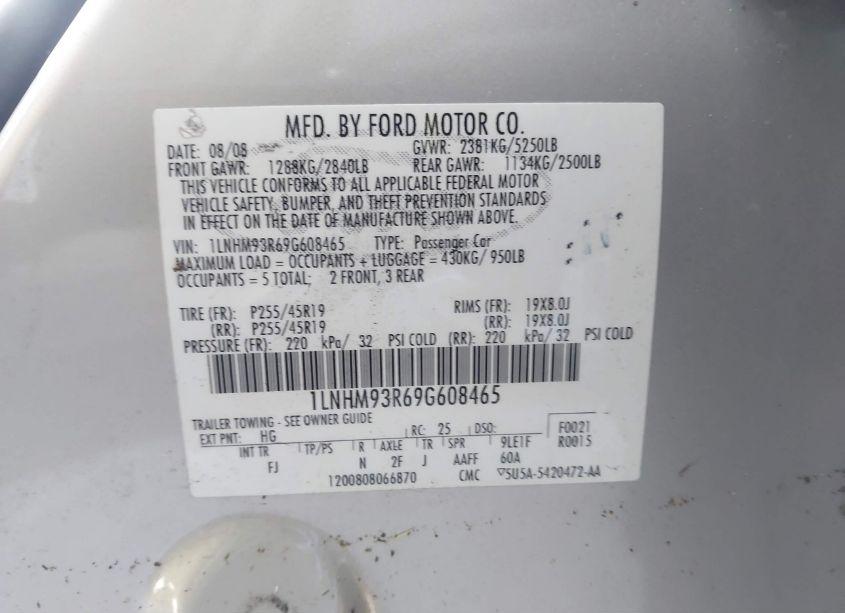 MFD. BY FORD MOTOR CO.
DATE: 08/08 GVWR: 2381KG/5250LB
FRONT GAWR: 1288KG/2840LB REAR GAWR: 1134KG/2500LB
THIS VEHICLE CONFORMS TO ALL APPLICABLE FEDERAL MOTOR
VEHICLE SAFETY, BUMPER, AND THEFT PREVENTION STANDARDS
IN EFFECT ON THE DATE OF MANUFACTURE SHOWN ABOVE.
VIN: 1LNHM93R69G608465 TYPE: Passenger Car
MAXIMUM LOAD = OCCUPANTS + LUGGAGE = 430KG/ 950LB
OCCUPANTS = 5 TOTAL: 2 FRONT, 3 REAR
TIRE (FR): P255/45R19 RIMS (FR): 19X8.0J
(RR): P255/45R19 (RR): 19X8.0J
PRESSURE (FR): 220 kPa/ 32 PSI COLD (RR): 220 kPa/ 32 PSI COLD
1LNHM93R69G608465
TRAILER TOWING - SEE OWNER GUIDE
EXT PNT: HG RC: 25 DSO: F0021
INT TR TP/PS R AXLE TR SPR 9LE1F R0015
FJ N 2F J AAFF 60A
1200808066870 CMC 5U5A-5420472-AA